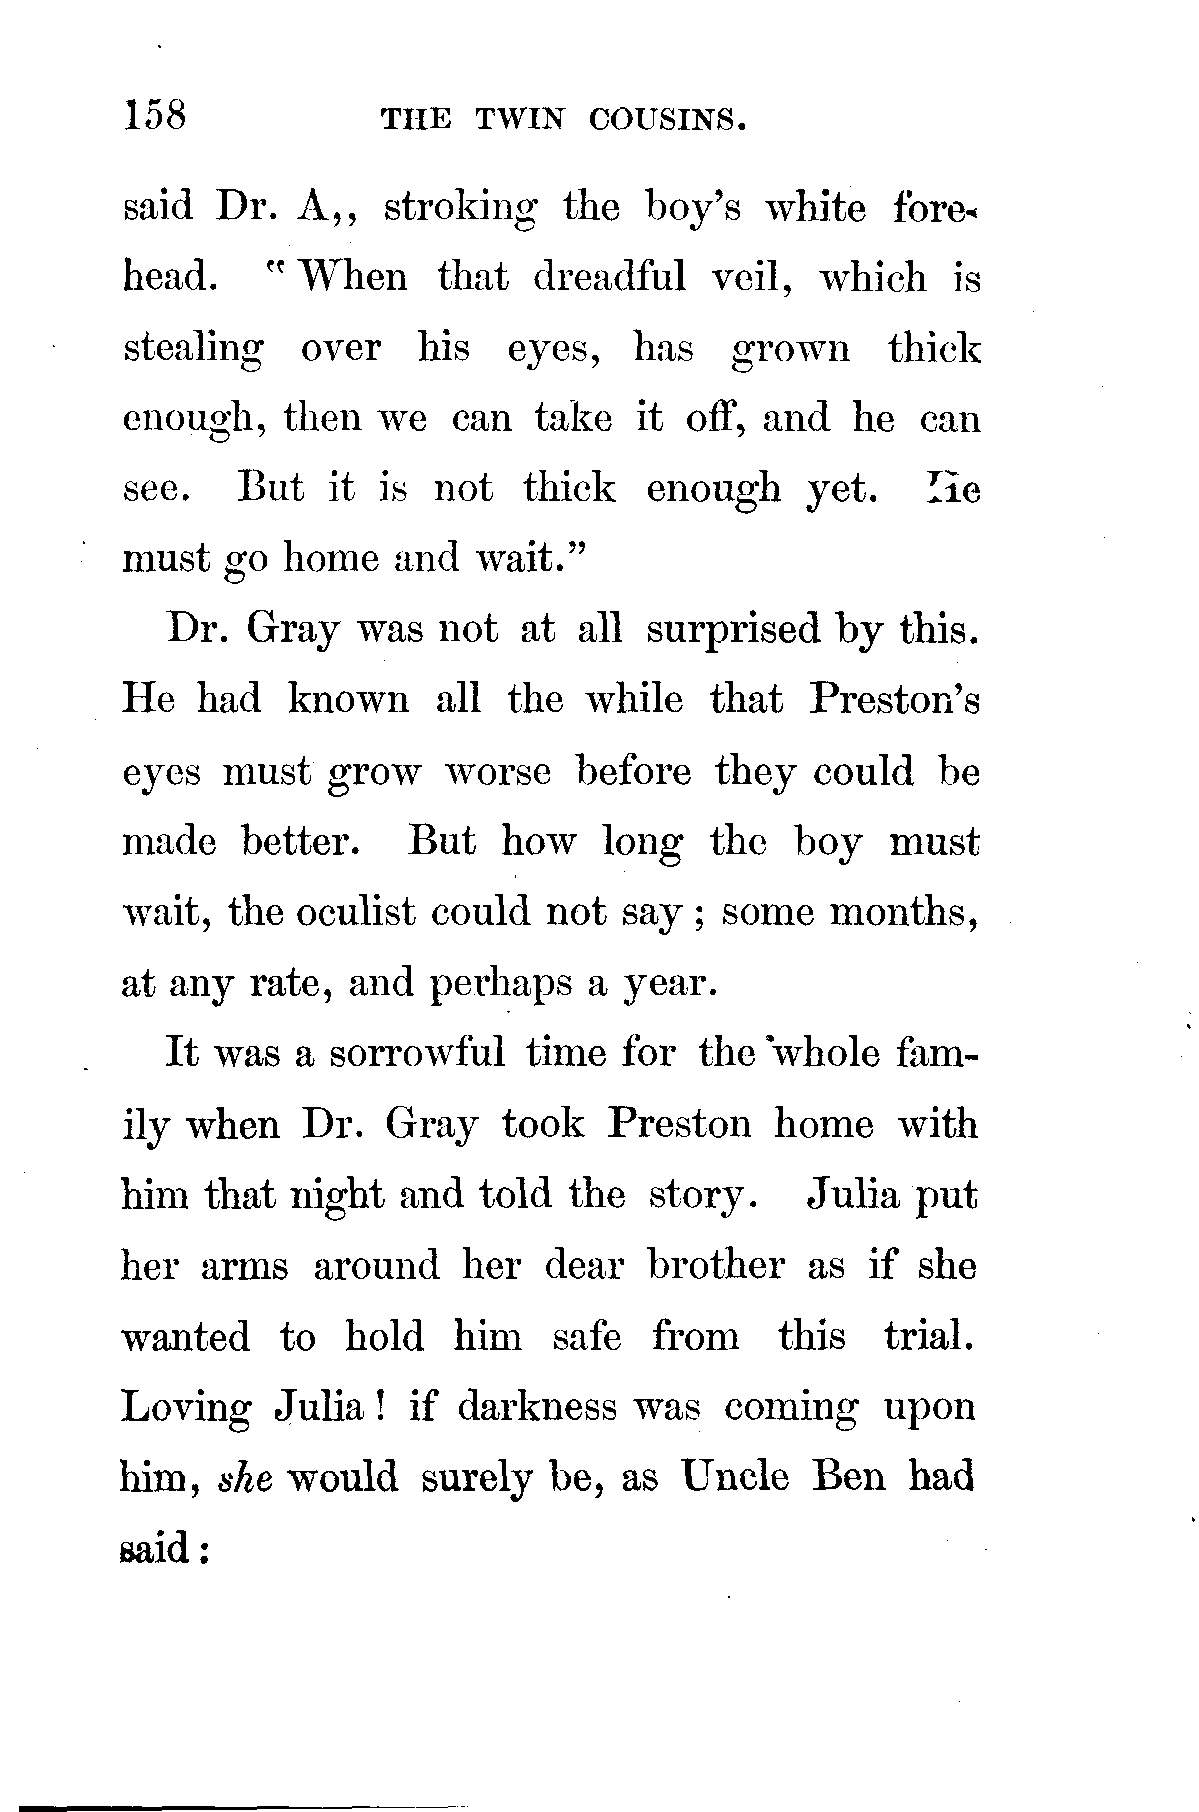 158 THE TWIN COUSINS.
said Dr. A,, stroking the boy's white fore-
head. "When that dreadful veil, which is
stealing over his eyes, has grown thick
enough, then we can take it off, and he can
see. But it is not thick enough yet. He
must go home and wait."
Dr. Gray was not at all surprised by this.
He had known all the while that Preston's
eyes must grow worse before they could be
made better. But how long the boy must
wait, the oculist could not say; some months,
at any rate, and perhaps a year.
It was a sorrowful time for the whole fam-
ily when Dr. Gray took Preston home with
him that night and told the story. Julia put
her arms around her dear brother as if she
wanted to hold him safe from this trial.
Loving Julia! if darkness was coming upon
him, she would surely be, as Uncle Ben had
said: